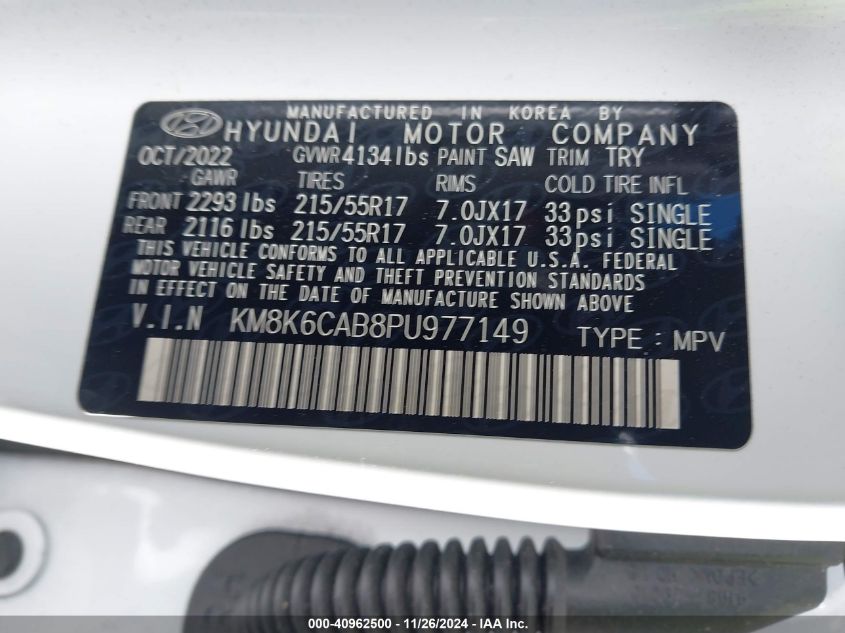 MANUFACTURED IN KOREA BY
HYUNDAI MOTOR COMPANY
OCT/2022 GVWR 4134lbs PAINT SAW TRIM TRY
GAWR TIRES RIMS COLD TIRE INFL
FRONT 2293 lbs 215/55R17 7.0JX17 33psi SINGLE
REAR 2116 lbs 215/55R17 7.0JX17 33psi SINGLE
THIS VEHICLE CONFORMS TO ALL APPLICABLE U.S.A. FEDERAL
MOTOR VEHICLE SAFETY AND THEFT PREVENTION STANDARDS
IN EFFECT ON THE DATE OF MANUFACTURE SHOWN ABOVE
V.I.N KM8K6CAB8PU977149 TYPE : MPV
000-40962500 - 11/26/2024 - IAA Inc.